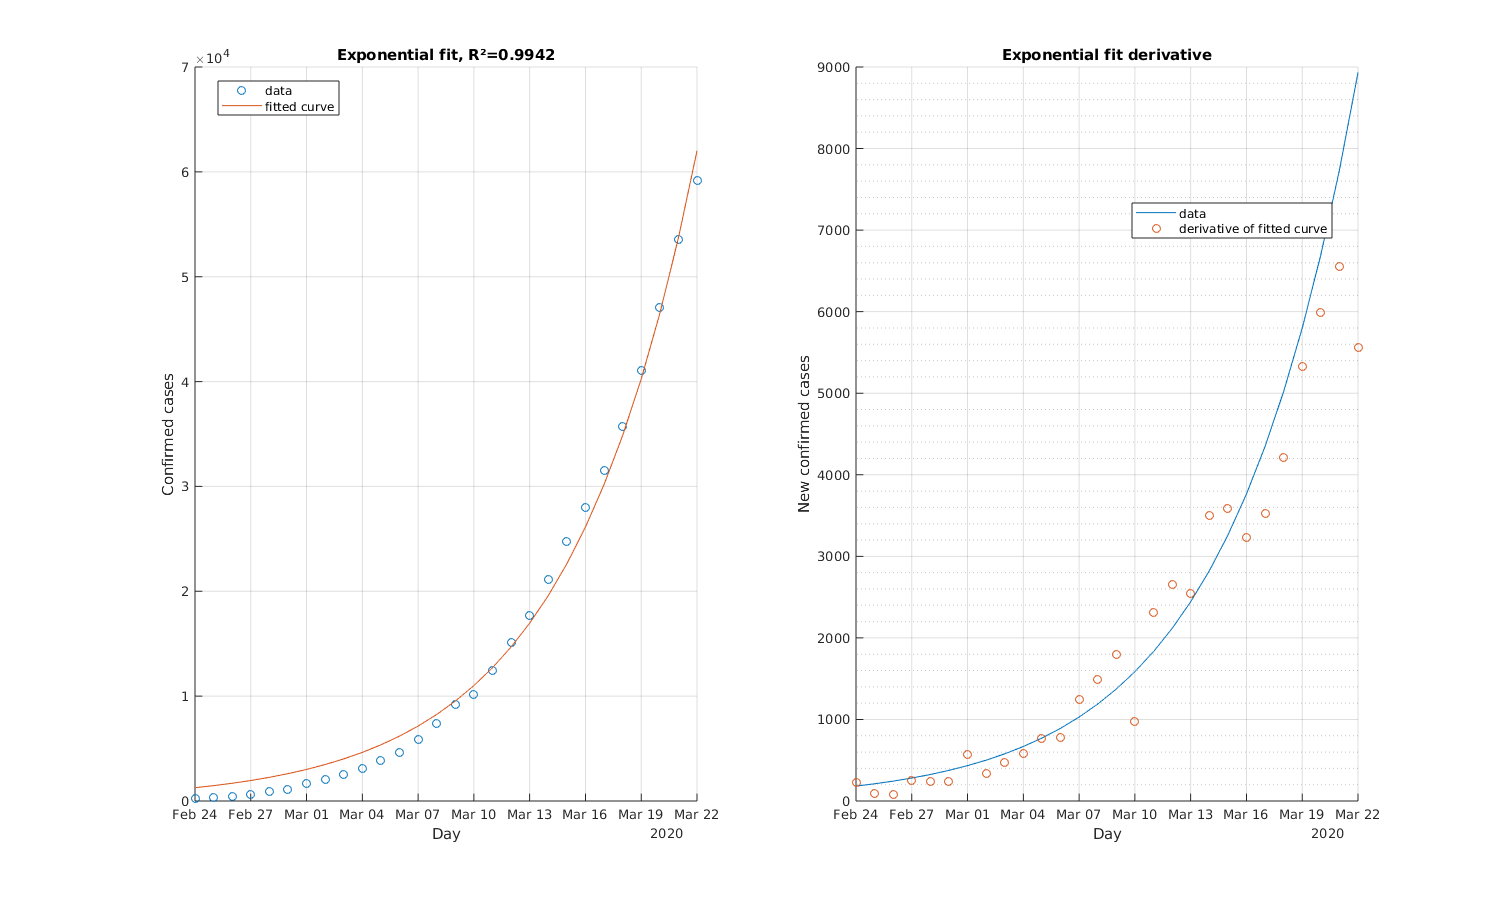 Exponential fit, R²=0.9942
×10⁴
7
6
5
4
3
2
1
0
data
fitted curve
Confirmed cases
Feb 24 Feb 27 Mar 01 Mar 04 Mar 07 Mar 10 Mar 13 Mar 16 Mar 19 Mar 22
Day
2020
Exponential fit derivative
9000
8000
7000
6000
5000
4000
3000
2000
1000
0
data
derivative of fitted curve
New confirmed cases
Feb 24 Feb 27 Mar 01 Mar 04 Mar 07 Mar 10 Mar 13 Mar 16 Mar 19 Mar 22
Day
2020